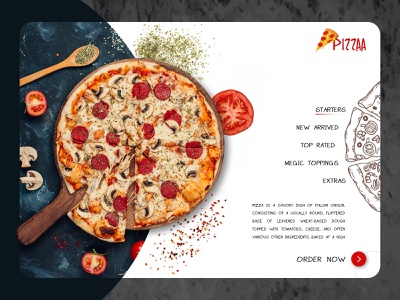 PIZZAA
STARTERS
NEW ARRIVED
TOP RATED
MEGIC TOPPINGS
EXTRAS
PIZZA IS A SAVORY DISH OF ITALIAN ORIGIN,
CONSISTING OF A USUALLY ROUND, FLATTENED
BASE OF LEAVENED WHEAT-BASED DOUGH
TOPPED WITH TOMATOES, CHEESE, AND OFTEN
VARIOUS OTHER INGREDIENTS BAKED AT A HIGH
ORDER NOW